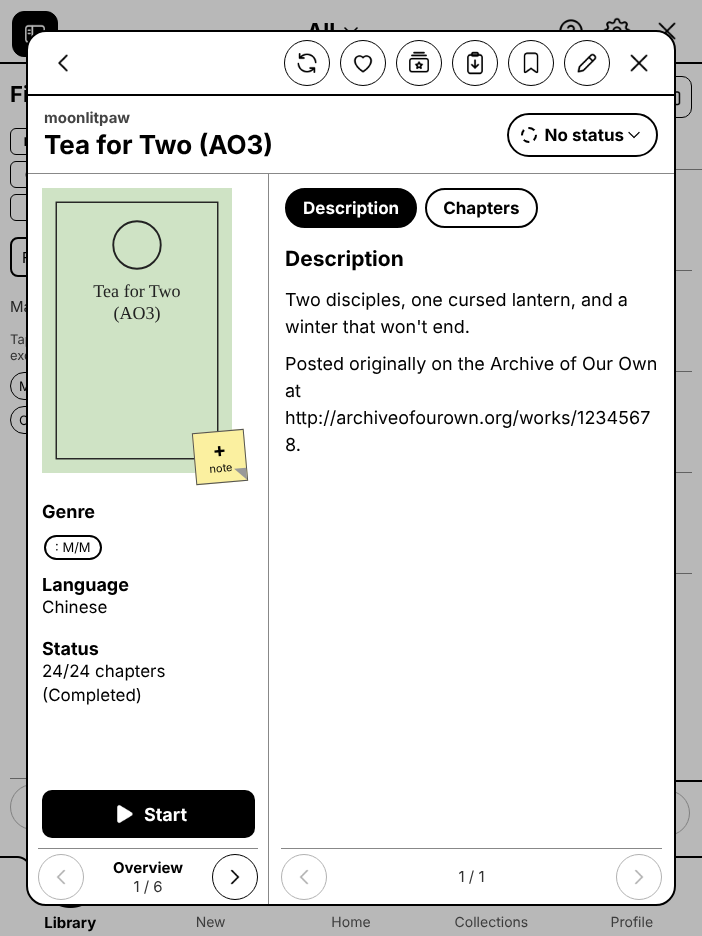 moonlitpaw
Tea for Two (AO3)
No status
Tea for Two
(AO3)
+
note
Genre
: M/M
Language
Chinese
Status
24/24 chapters
(Completed)
Start
Overview
1 / 6
Description
Chapters
Description
Two disciples, one cursed lantern, and a
winter that won't end.
Posted originally on the Archive of Our Own
at
http://archiveofourown.org/works/1234567
8.
1 / 1
Library
New
Home
Collections
Profile